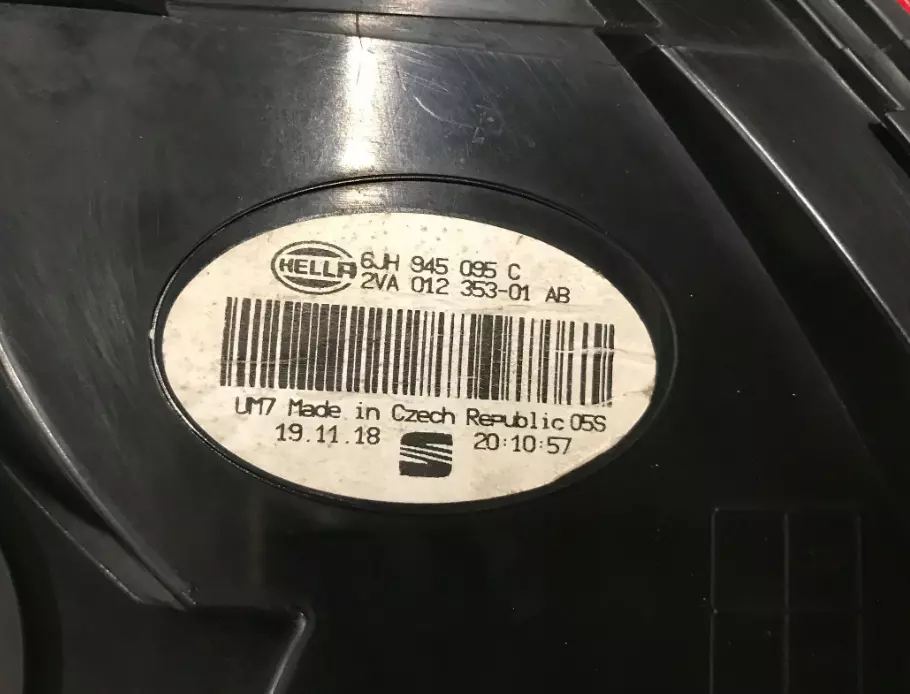 HELLA
6JH 945 095 C
2VA 012 353-01 AB
UM7 Made in Czech Republic 05S
19.11.18 20:10:57